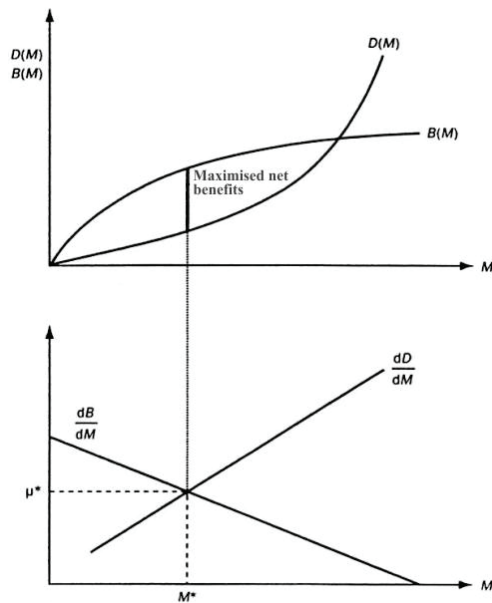 D(M)
D(M)
B(M)
B(M)
Maximised net
benefits
M
dD
dM
dB
dM
μ*
M
M*